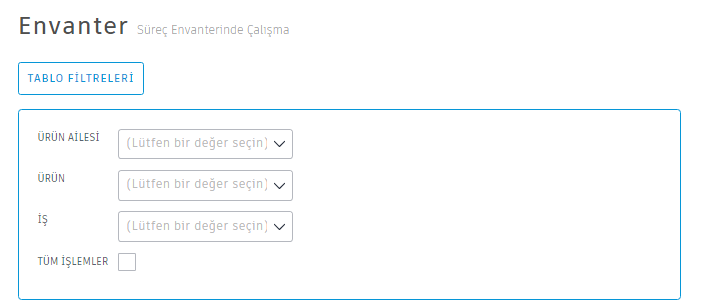 Envanter Süreç Envanterinde Çalışma
TABLO FİLTRELERİ
ÜRÜN AİLESİ (Lütfen bir değer seçin)
ÜRÜN (Lütfen bir değer seçin)
İŞ (Lütfen bir değer seçin)
TÜM İŞLEMLER